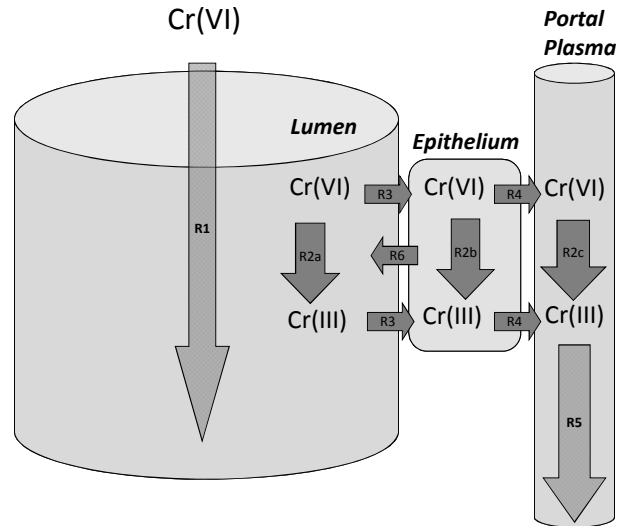 Cr(VI)
Portal
Plasma
Lumen
Epithelium
Cr(VI)
R3
Cr(VI)
R4
Cr(VI)
R1
R2a
R6
R2b
R2c
Cr(III)
R3
Cr(III)
R4
Cr(III)
R5